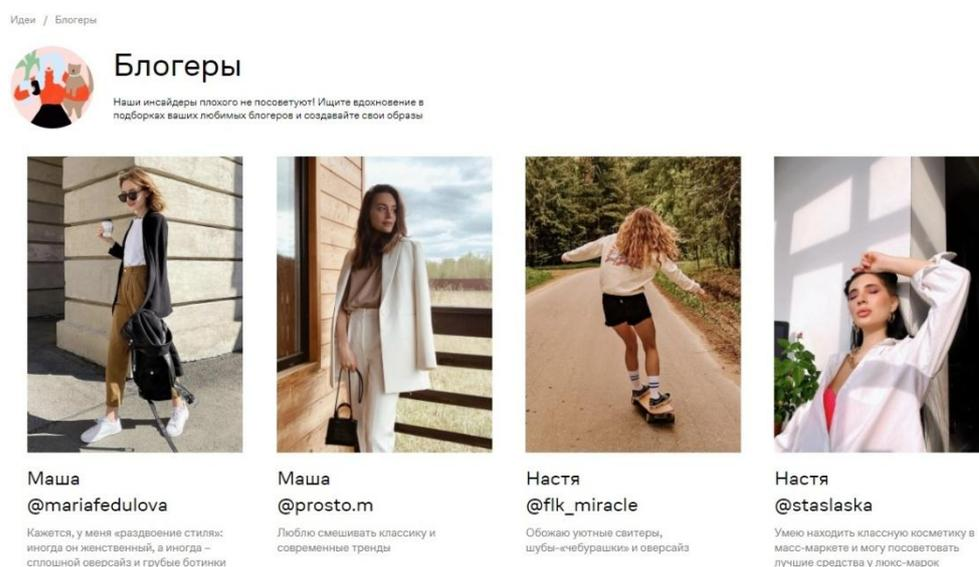 Идеи / Блогеры
Блогеры
Наши инсайдеры плохого не посоветуют! Ищите вдохновение в
подборках ваших любимых блогеров и создавайте свои образы
Маша
@mariafedulova
Кажется, у меня «раздвоение стиля»:
иногда он женственный, а иногда –
сплошной оверсайз и грубые ботинки
Маша
@prosto.m
Люблю смешивать классику и
современные тренды
Настя
@flk_miracle
Обожаю уютные свитеры,
шубы-«чебурашки» и оверсайз
Настя
@staslaska
Умею находить классную косметику в
масс-маркете и могу посоветовать
лучшие средства у люкс-марок